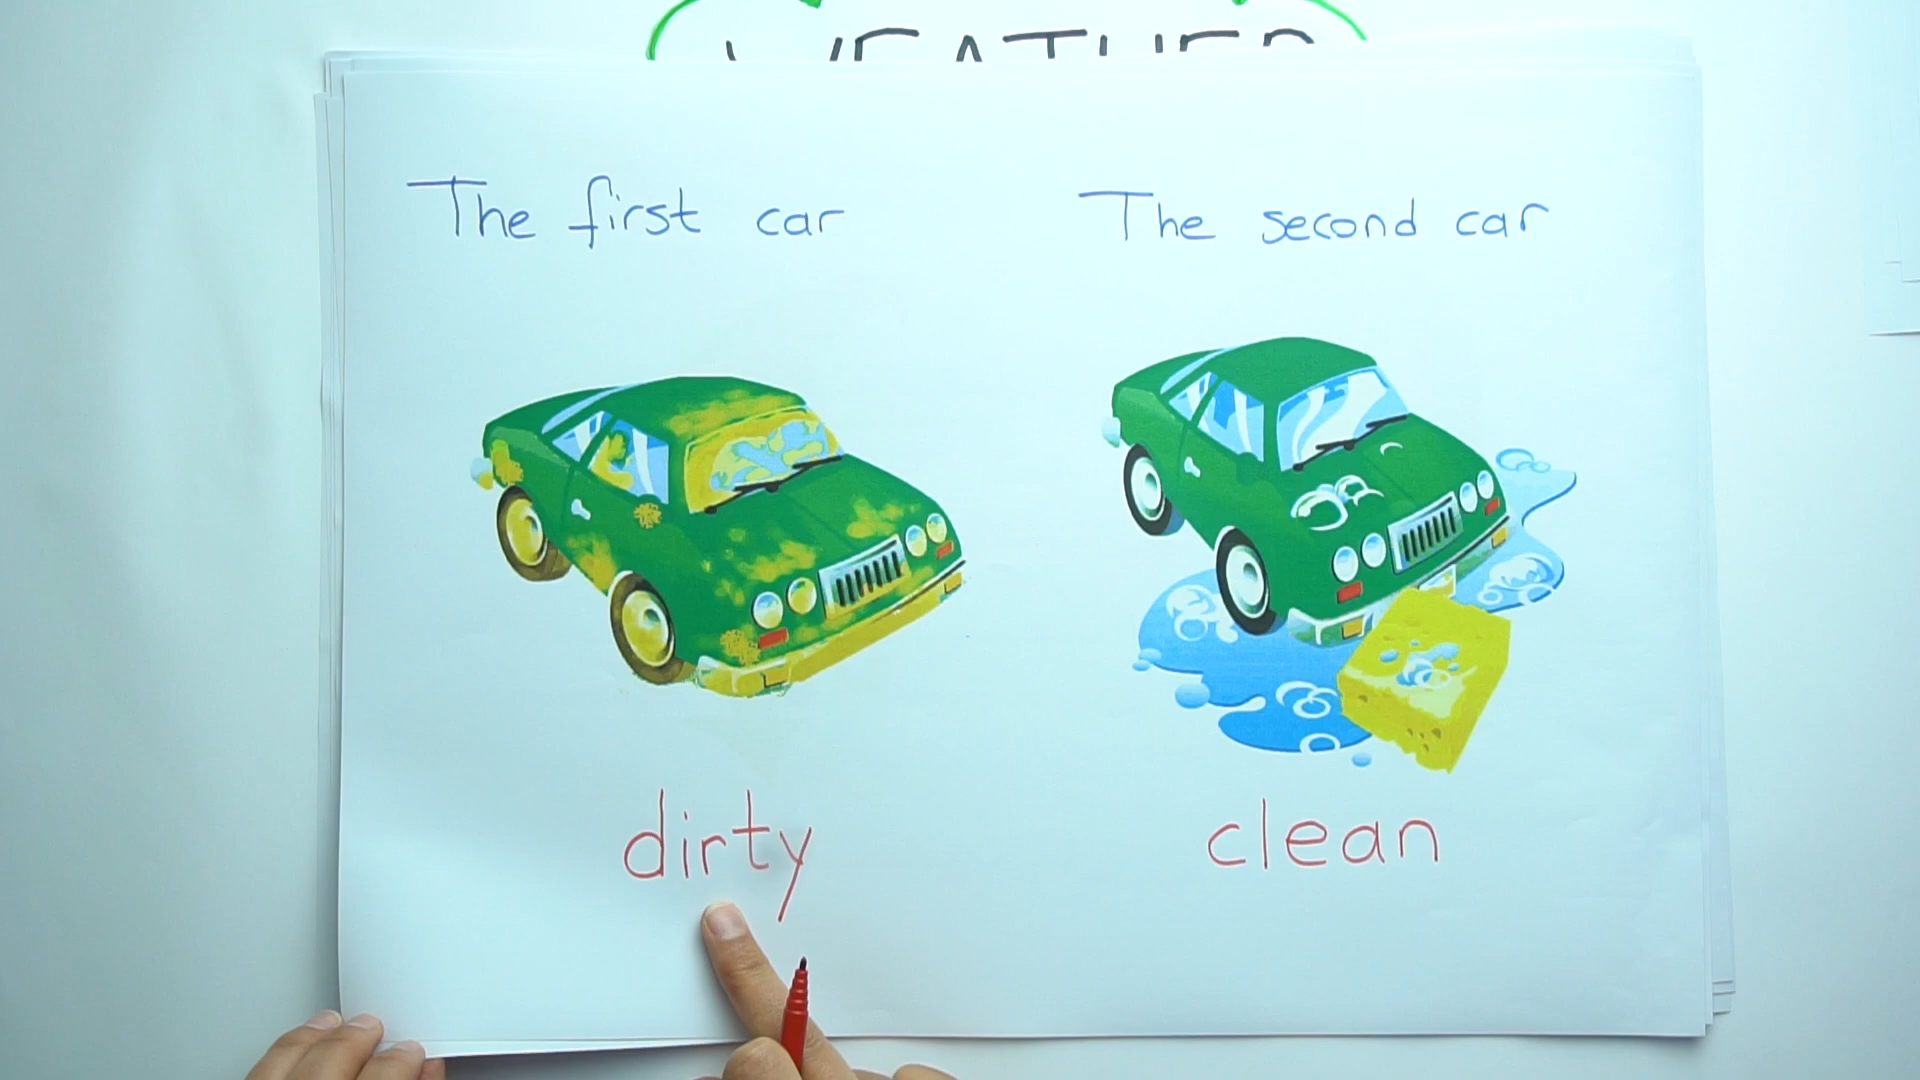 The first car
The second car
dirty
clean